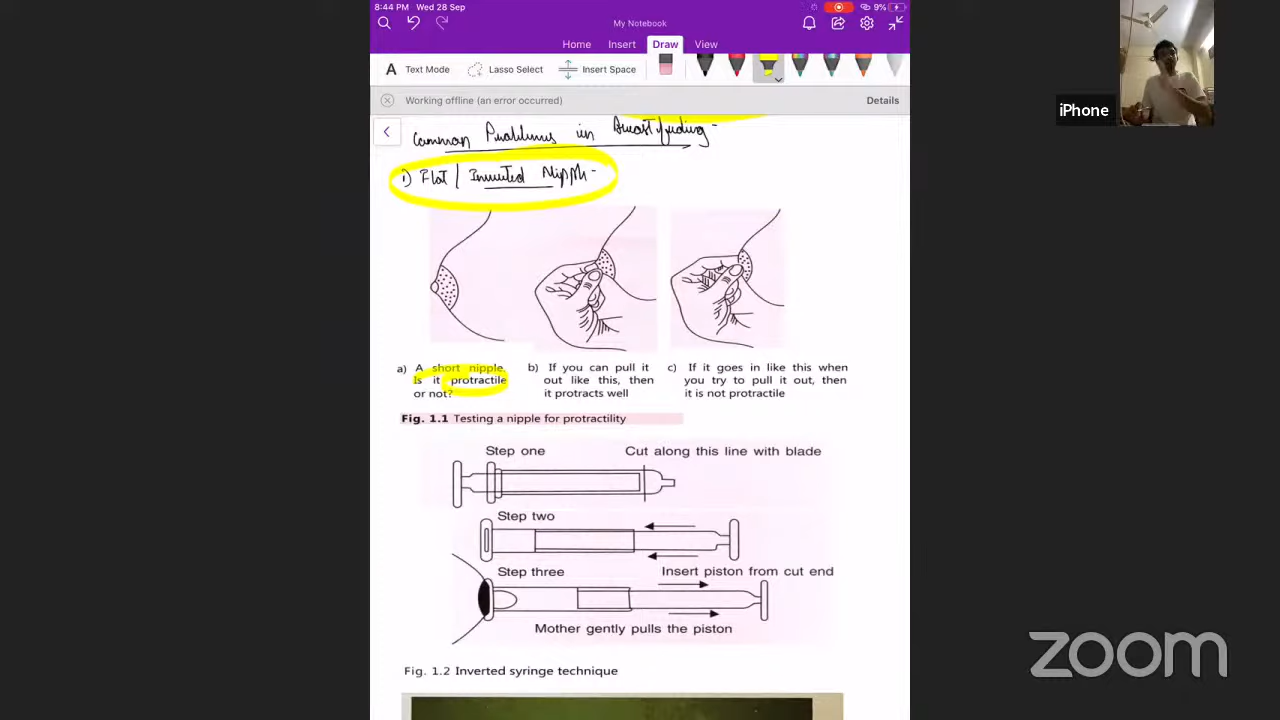 8:44 PM Wed 28 Sep
9%
My Notebook
Home Insert Draw View
A Text Mode Lasso Select Insert Space
Working offline (an error occurred) Details
iPhone
Common Problems in Breastfeeding-
1) Flat / Inverted Nipple-
a) A short nipple,
Is it protractile
or not?
b) If you can pull it
out like this, then
it protracts well
c) If it goes in like this when
you try to pull it out, then
it is not protractile
Fig. 1.1 Testing a nipple for protractility
Step one Cut along this line with blade
Step two
Step three Insert piston from cut end
Mother gently pulls the piston
Fig. 1.2 Inverted syringe technique
zoom